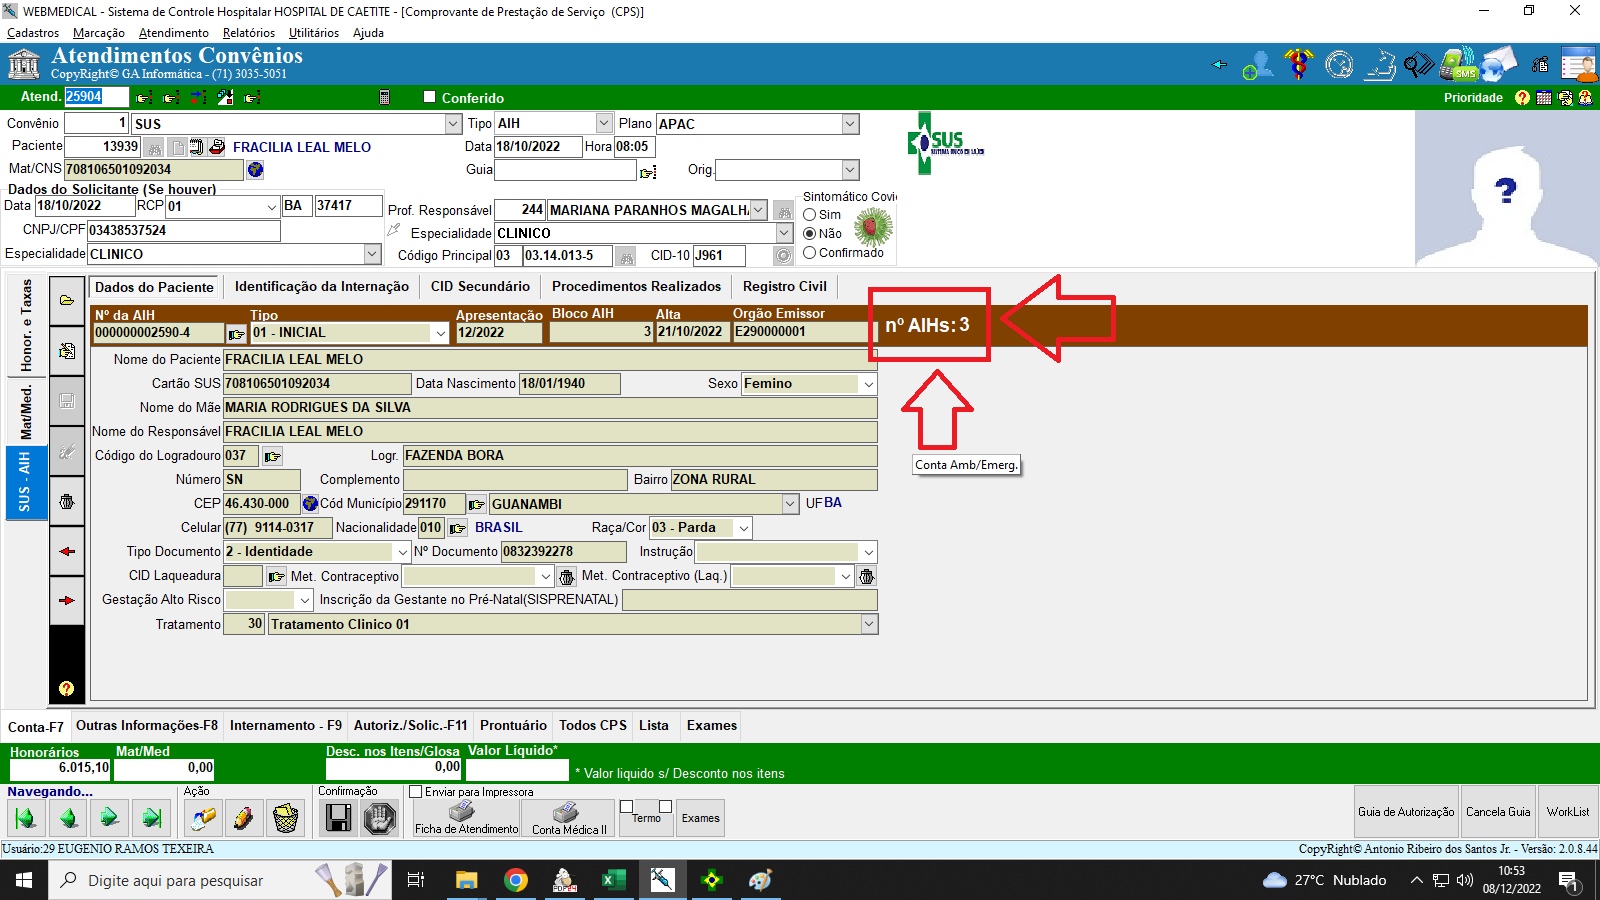 WEBMEDICAL - Sistema de Controle Hospitalar HOSPITAL DE CAETITE - [Comprovante de Prestação de Serviço (CPS)]
Cadastros Marcação Atendimento Relatórios Utilitários Ajuda
Atendimentos Convênios
CopyRight© GA Informática - (71) 3035-5051
SMS
Atend. 25904 Conferido Prioridade
Convênio 1 SUS Tipo AIH Plano APAC
Paciente 13939 FRACILIA LEAL MELO Data 18/10/2022 Hora 08:05
SUS
Mat/CNS 708106501092034 Guia Orig.
Dados do Solicitante (Se houver)
Sintomático Covi
Data 18/10/2022 RCP 01 BA 37417 Prof. Responsável 244 MARIANA PARANHOS MAGALH Sim
CNPJ/CPF 03438537524 Especialidade CLINICO Não
Especialidade CLINICO Código Principal 03 03.14.013-5 CID-10 J961 Confirmado
Honor. e Taxas
Mat/Med.
SUS - AIH
Dados do Paciente Identificação da Internação CID Secundário Procedimentos Realizados Registro Civil
Nº da AIH Tipo Apresentação Bloco AIH Alta Orgão Emissor
000000002590-4 01 - INICIAL 12/2022 3 21/10/2022 E290000001 nº AIHs: 3
Nome do Paciente FRACILIA LEAL MELO
Cartão SUS 708106501092034 Data Nascimento 18/01/1940 Sexo Femino
Nome do Mãe MARIA RODRIGUES DA SILVA
Nome do Responsável FRACILIA LEAL MELO
Código do Logradouro 037 Logr. FAZENDA BORA
Conta Amb/Emerg.
Número SN Complemento Bairro ZONA RURAL
CEP 46.430-000 Cód Município 291170 GUANAMBI UF BA
Celular (77) 9114-0317 Nacionalidade 010 BRASIL Raça/Cor 03 - Parda
Tipo Documento 2 - Identidade Nº Documento 0832392278 Instrução
CID Laqueadura Met. Contraceptivo Met. Contraceptivo (Laq.)
Gestação Alto Risco Inscrição da Gestante no Pré-Natal(SISPRENATAL)
Tratamento 30 Tratamento Clinico 01
Conta-F7 Outras Informações-F8 Internamento - F9 Autoriz./Solic.-F11 Prontuário Todos CPS Lista Exames
Honorários Mat/Med Desc. nos Itens/Glosa Valor Líquido*
6.015,10 0,00 0,00 * Valor liquido s/ Desconto nos itens
Navegando... Ação Confirmação Enviar para Impressora
Ficha de Atendimento Conta Médica II Termo Exames Guia de Autorização Cancela Guia WorkList
Usuário:29 EUGENIO RAMOS TEXEIRA CopyRight© Antonio Ribeiro dos Santos Jr. - Versão: 2.0.8.44
Digite aqui para pesquisar 27°C Nublado 10:53
08/12/2022 1